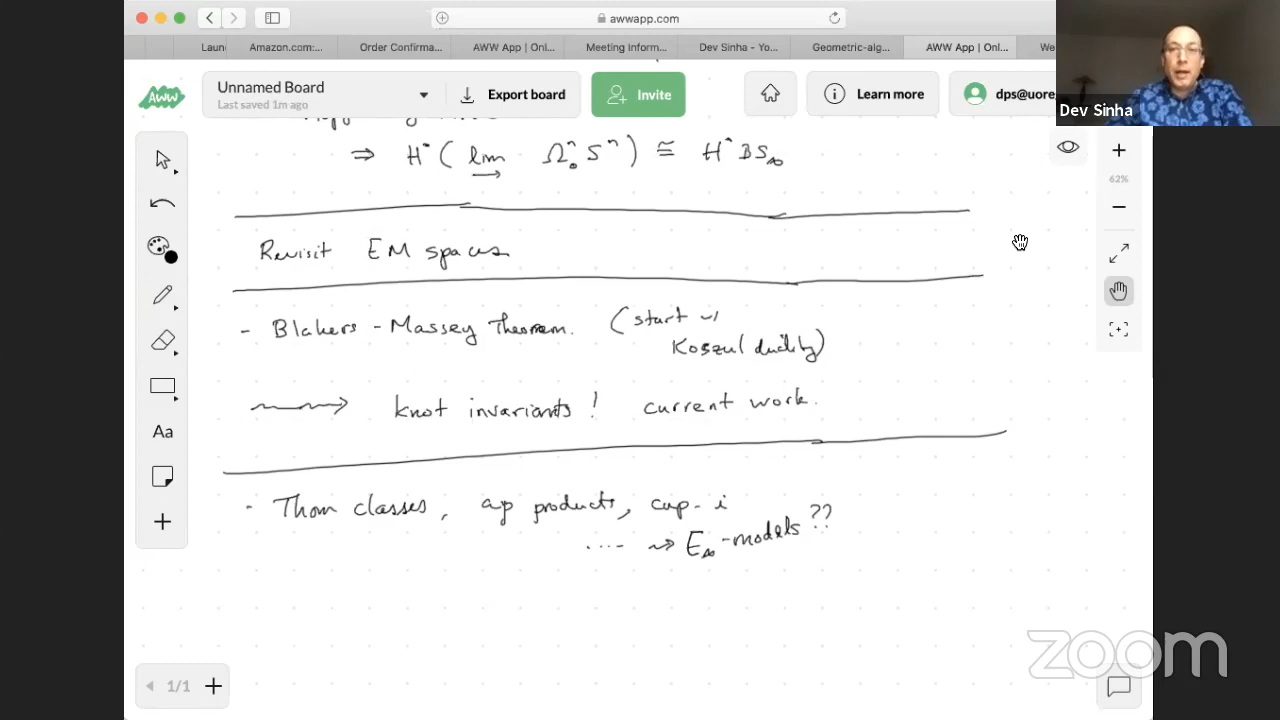 awwapp.com
Laun
Amazon.com:...
Order Confirma...
AWW App | Onl...
Meeting Inform...
Dev Sinha - Yo...
Geometric-alg...
AWW App | Onl...
We
Dev Sinha
AWW
Unnamed Board
Last saved 1m ago
Export board
Invite
Learn more
dps@uore
⇒ H*( lim→ Ω₀ⁿ Sⁿ ) ≅ H* BS∞
62%
Revisit EM spaces
- Blakers - Massey Theorem. (start w/
Koszul duality)
⟿ knot invariants! current work.
Aa
- Thom classes, cup products, cup-i
.... ⇝ E∞-models ??
zoom
1/1